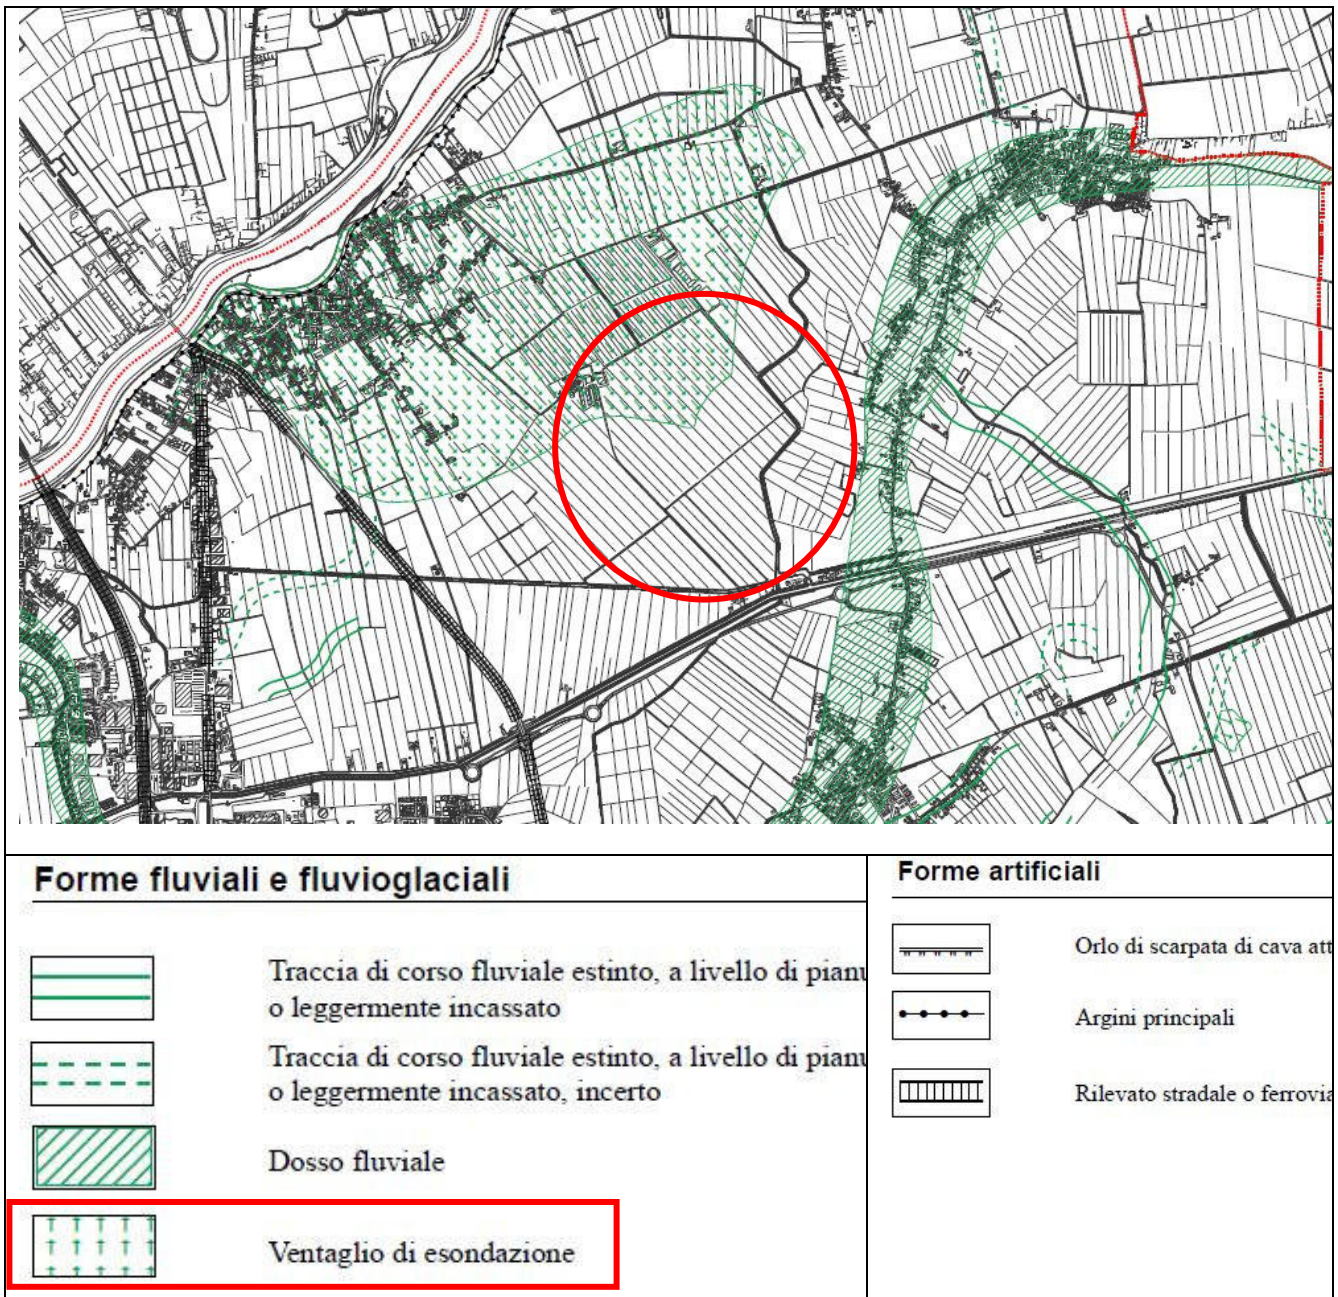 Forme fluviali e fluvioglaciali
Traccia di corso fluviale estinto, a livello di pianu
o leggermente incassato
Traccia di corso fluviale estinto, a livello di pianu
o leggermente incassato, incerto
Dosso fluviale
Ventaglio di esondazione
Forme artificiali
Orlo di scarpata di cava att
Argini principali
Rilevato stradale o ferrovia